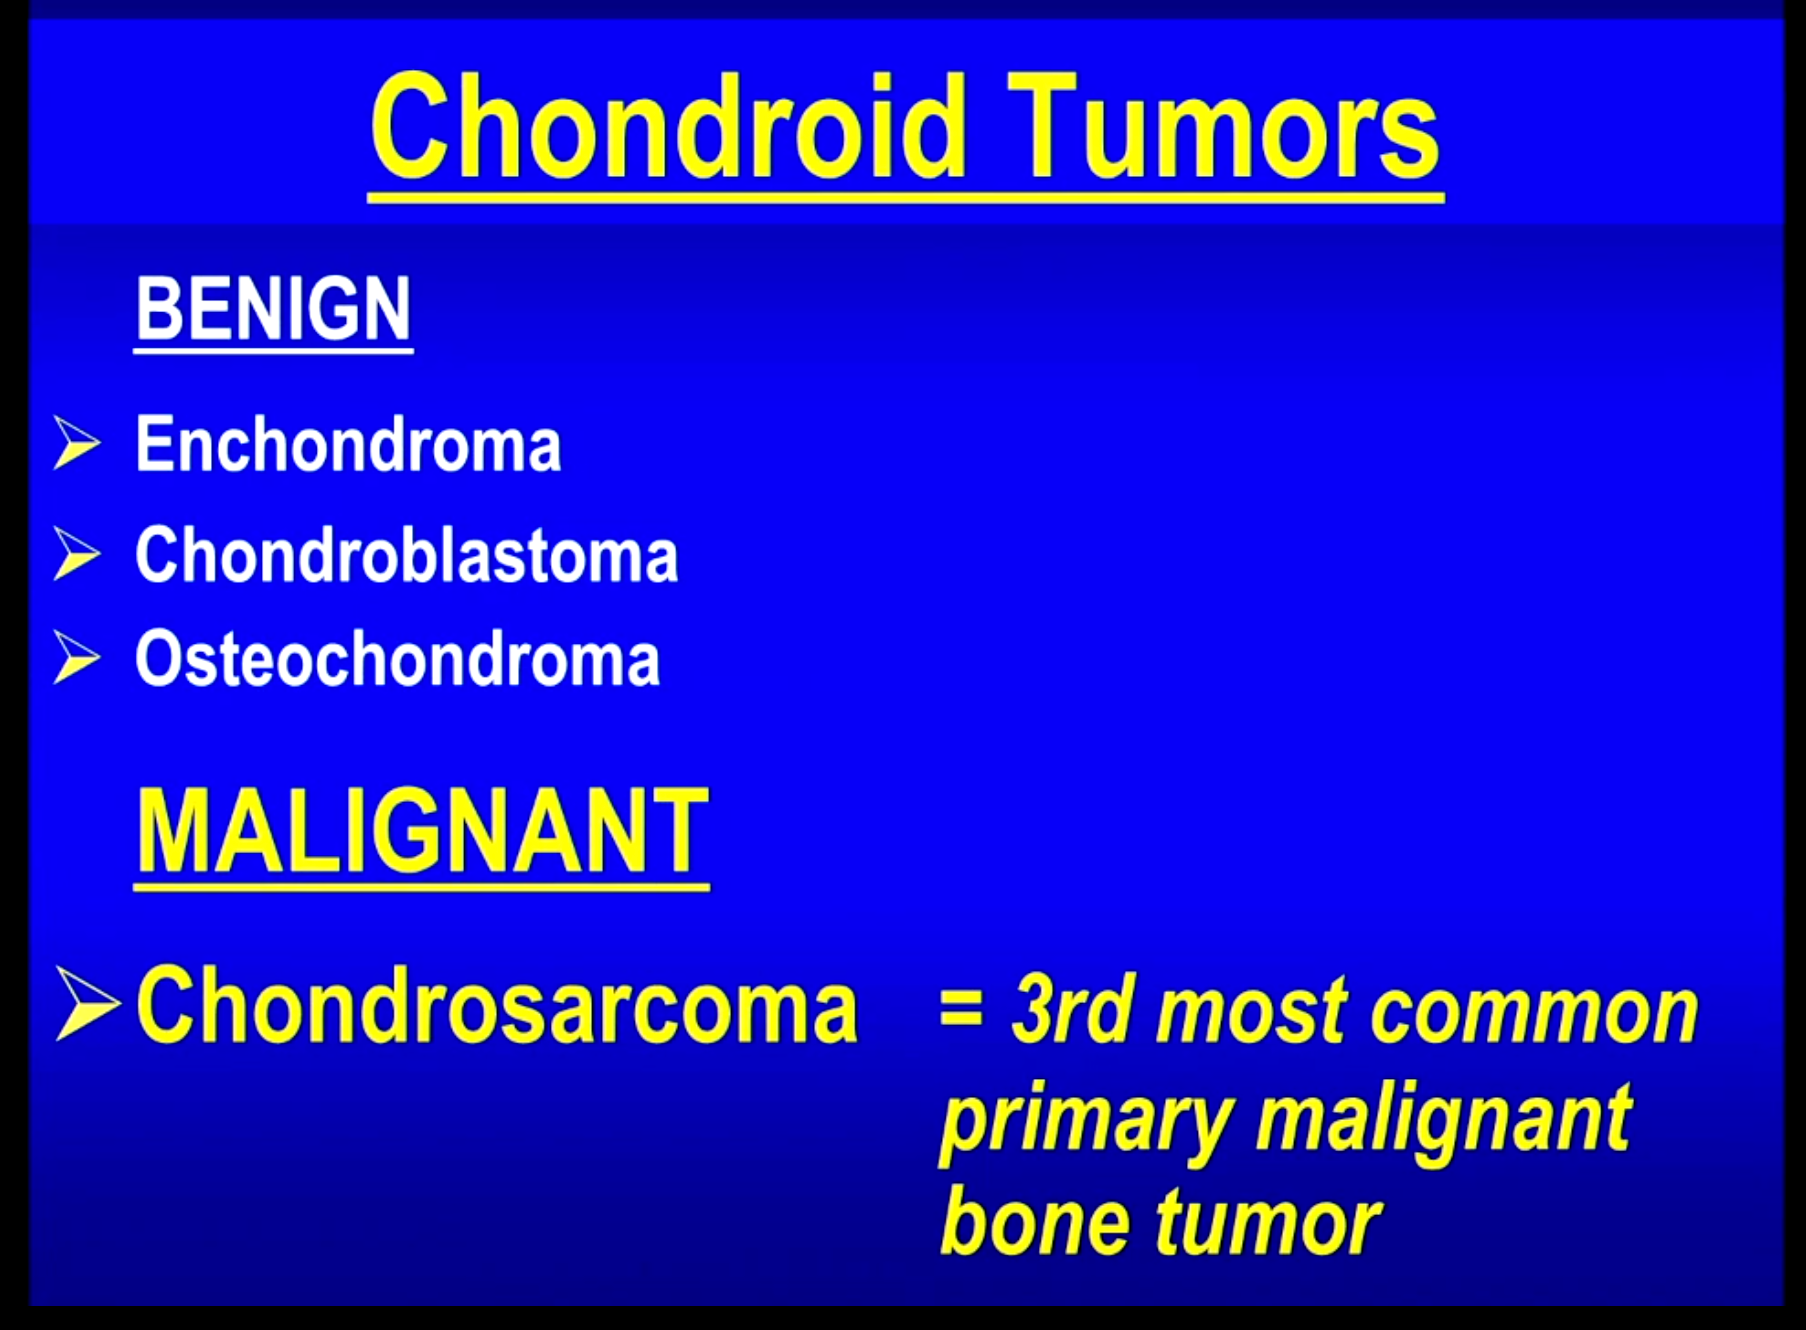 Chondroid Tumors
BENIGN
Enchondroma
Chondroblastoma
Osteochondroma
MALIGNANT
Chondrosarcoma = 3rd most common
primary malignant
bone tumor